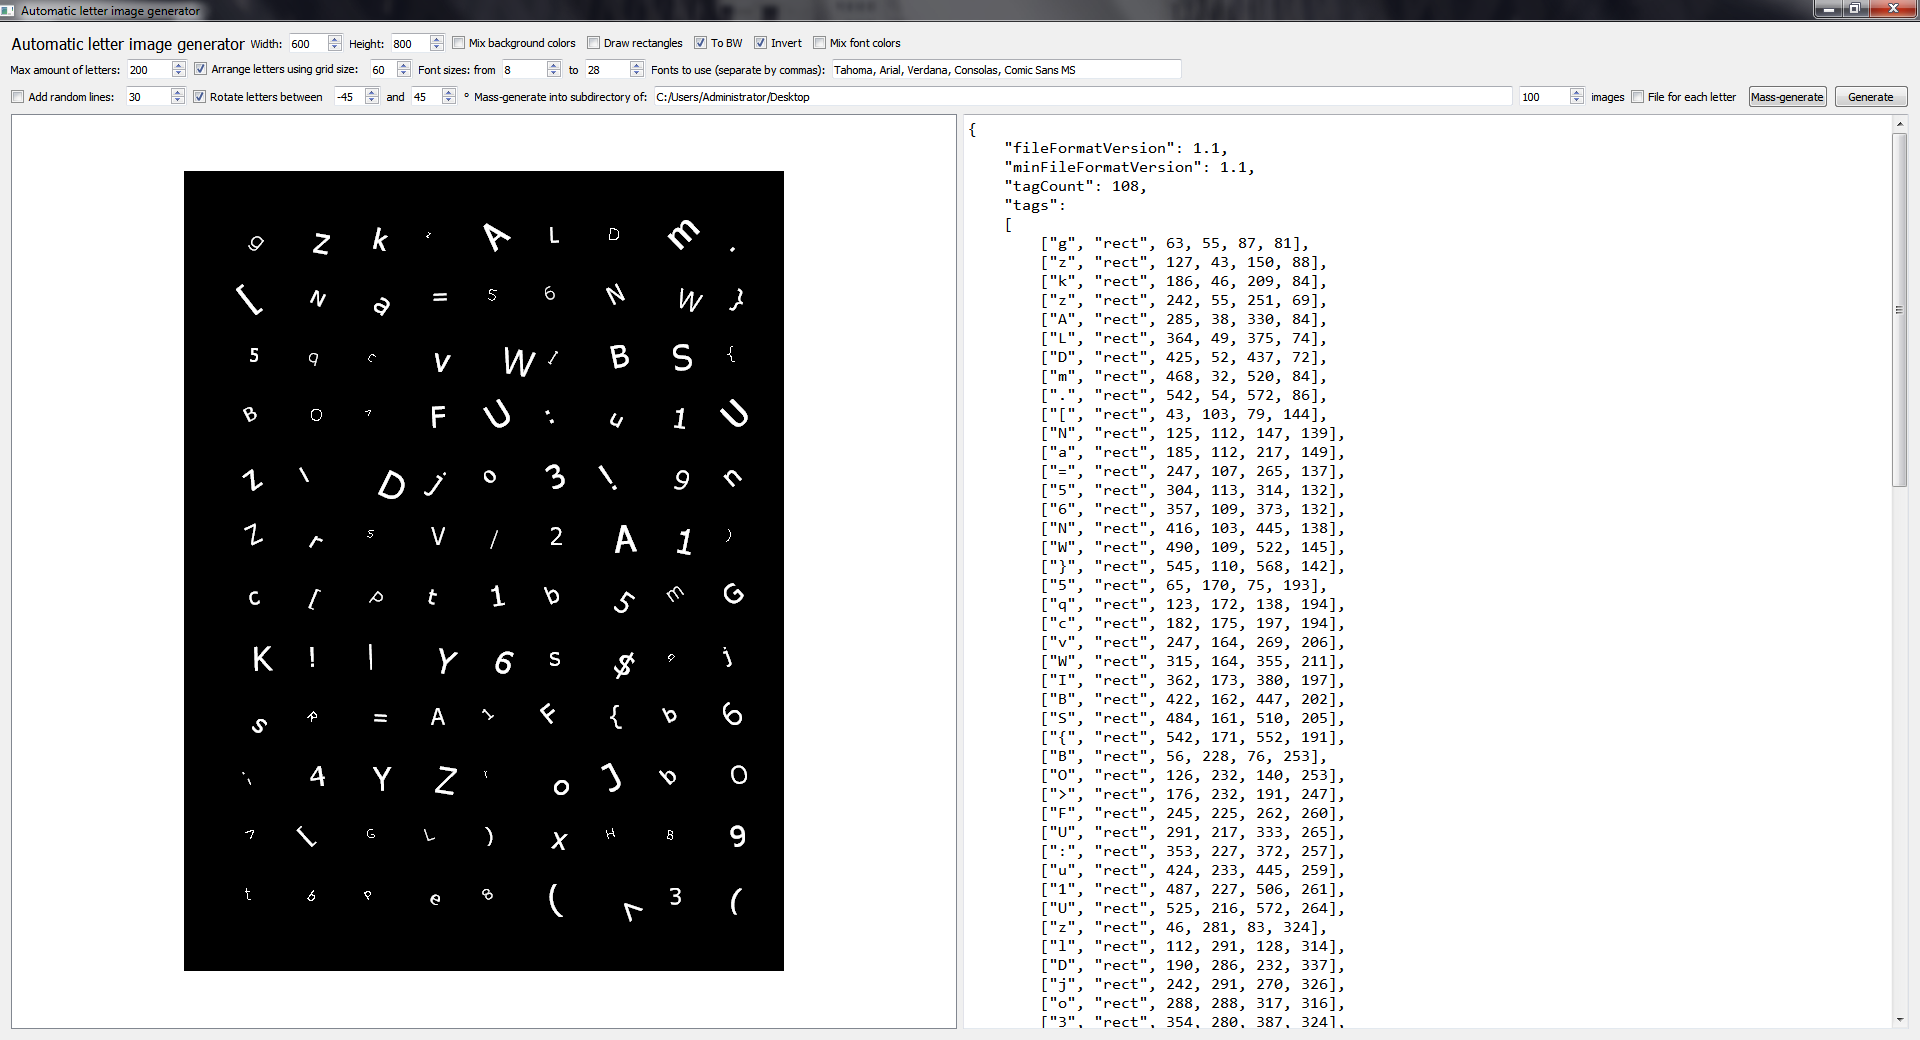 Automatic letter image generator
Automatic letter image generator Width: 600 Height: 800 Mix background colors Draw rectangles To BW Invert Mix font colors
Max amount of letters: 200 Arrange letters using grid size: 60 Font sizes: from 8 to 28 Fonts to use (separate by commas): Tahoma, Arial, Verdana, Consolas, Comic Sans MS
Add random lines: 30 Rotate letters between -45 and 45 ° Mass-generate into subdirectory of: C:/Users/Administrator/Desktop 100 images File for each letter Mass-generate Generate
g z k z A L D m .
[ N a = 5 6 N W }
5 q c v W I B S {
B O > F U : u 1 U
z l D j o 3 ! 9 n
Z r s V / 2 A 1 )
c [ P t 1 b 5 m G
K ! | Y 6 s $ j
s R = A 1 F { b 6
i 4 Y Z o J b O
7 [ G L ) x H 8 9
t 6 P e 8 ( 3 (
{
"fileFormatVersion": 1.1,
"minFileFormatVersion": 1.1,
"tagCount": 108,
"tags":
[
["g", "rect", 63, 55, 87, 81],
["z", "rect", 127, 43, 150, 88],
["k", "rect", 186, 46, 209, 84],
["z", "rect", 242, 55, 251, 69],
["A", "rect", 285, 38, 330, 84],
["L", "rect", 364, 49, 375, 74],
["D", "rect", 425, 52, 437, 72],
["m", "rect", 468, 32, 520, 84],
[".", "rect", 542, 54, 572, 86],
["[", "rect", 43, 103, 79, 144],
["N", "rect", 125, 112, 147, 139],
["a", "rect", 185, 112, 217, 149],
["=", "rect", 247, 107, 265, 137],
["5", "rect", 304, 113, 314, 132],
["6", "rect", 357, 109, 373, 132],
["N", "rect", 416, 103, 445, 138],
["W", "rect", 490, 109, 522, 145],
["}", "rect", 545, 110, 568, 142],
["5", "rect", 65, 170, 75, 193],
["q", "rect", 123, 172, 138, 194],
["c", "rect", 182, 175, 197, 194],
["v", "rect", 247, 164, 269, 206],
["W", "rect", 315, 164, 355, 211],
["I", "rect", 362, 173, 380, 197],
["B", "rect", 422, 162, 447, 202],
["S", "rect", 484, 161, 510, 205],
["{", "rect", 542, 171, 552, 191],
["B", "rect", 56, 228, 76, 253],
["O", "rect", 126, 232, 140, 253],
[">", "rect", 176, 232, 191, 247],
["F", "rect", 245, 225, 262, 260],
["U", "rect", 291, 217, 333, 265],
[":", "rect", 353, 227, 372, 257],
["u", "rect", 424, 233, 445, 259],
["1", "rect", 487, 227, 506, 261],
["U", "rect", 525, 216, 572, 264],
["z", "rect", 46, 281, 83, 324],
["l", "rect", 112, 291, 128, 314],
["D", "rect", 190, 286, 232, 337],
["j", "rect", 242, 291, 270, 326],
["o", "rect", 288, 288, 317, 316],
["3", "rect", 354, 280, 387, 324],